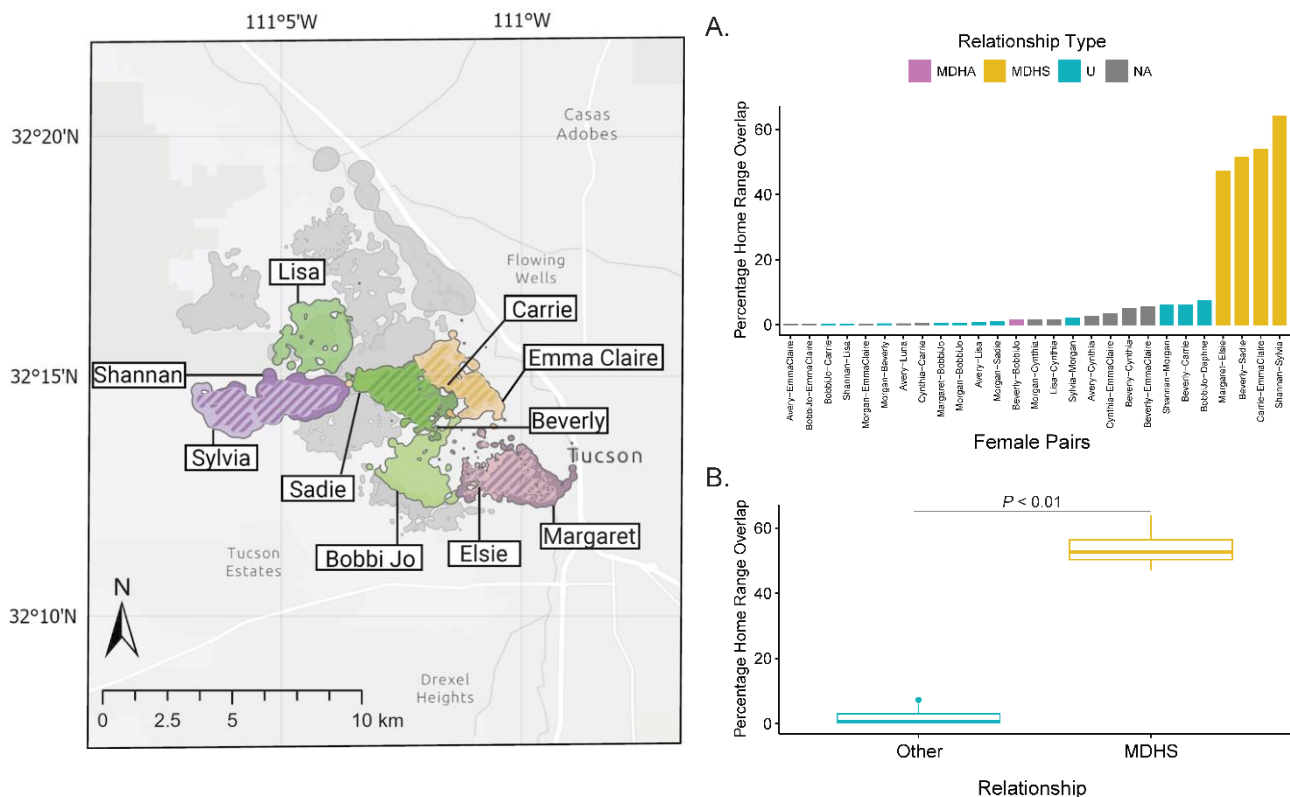 111°5'W
111°W
32°20'N
32°15'N
32°10'N
Casas
Adobes
Flowing
Wells
Lisa
Carrie
Emma Claire
Shannan
Beverly
Sylvia
Tucson
Sadie
Margaret
Bobbi Jo
Elsie
Tucson
Estates
Drexel
Heights
N
0 2.5 5 10 km
A.
Relationship Type
MDHA MDHS U NA
Percentage Home Range Overlap
60
40
20
0
Avery-EmmaClaire
BobbiJo-EmmaClaire
BobbiJo-Carrie
Shannan-Lisa
Morgan-EmmaClaire
Morgan-Beverly
Avery-Luna
Cynthia-Carrie
Margaret-BobbiJo
Morgan-BobbiJo
Avery-Lisa
Morgan-Sadie
Beverly-BobbiJo
Morgan-Cynthia
Lisa-Cynthia
Sylvia-Morgan
Avery-Cynthia
Cynthia-EmmaClaire
Beverly-Cynthia
Beverly-EmmaClaire
Shannan-Morgan
Beverly-Carrie
BobbiJo-Daphne
Margaret-Elsie
Beverly-Sadie
Carrie-EmmaClaire
Shannan-Sylvia
Female Pairs
B.
P < 0.01
Percentage Home Range Overlap
60
40
20
0
Other MDHS
Relationship